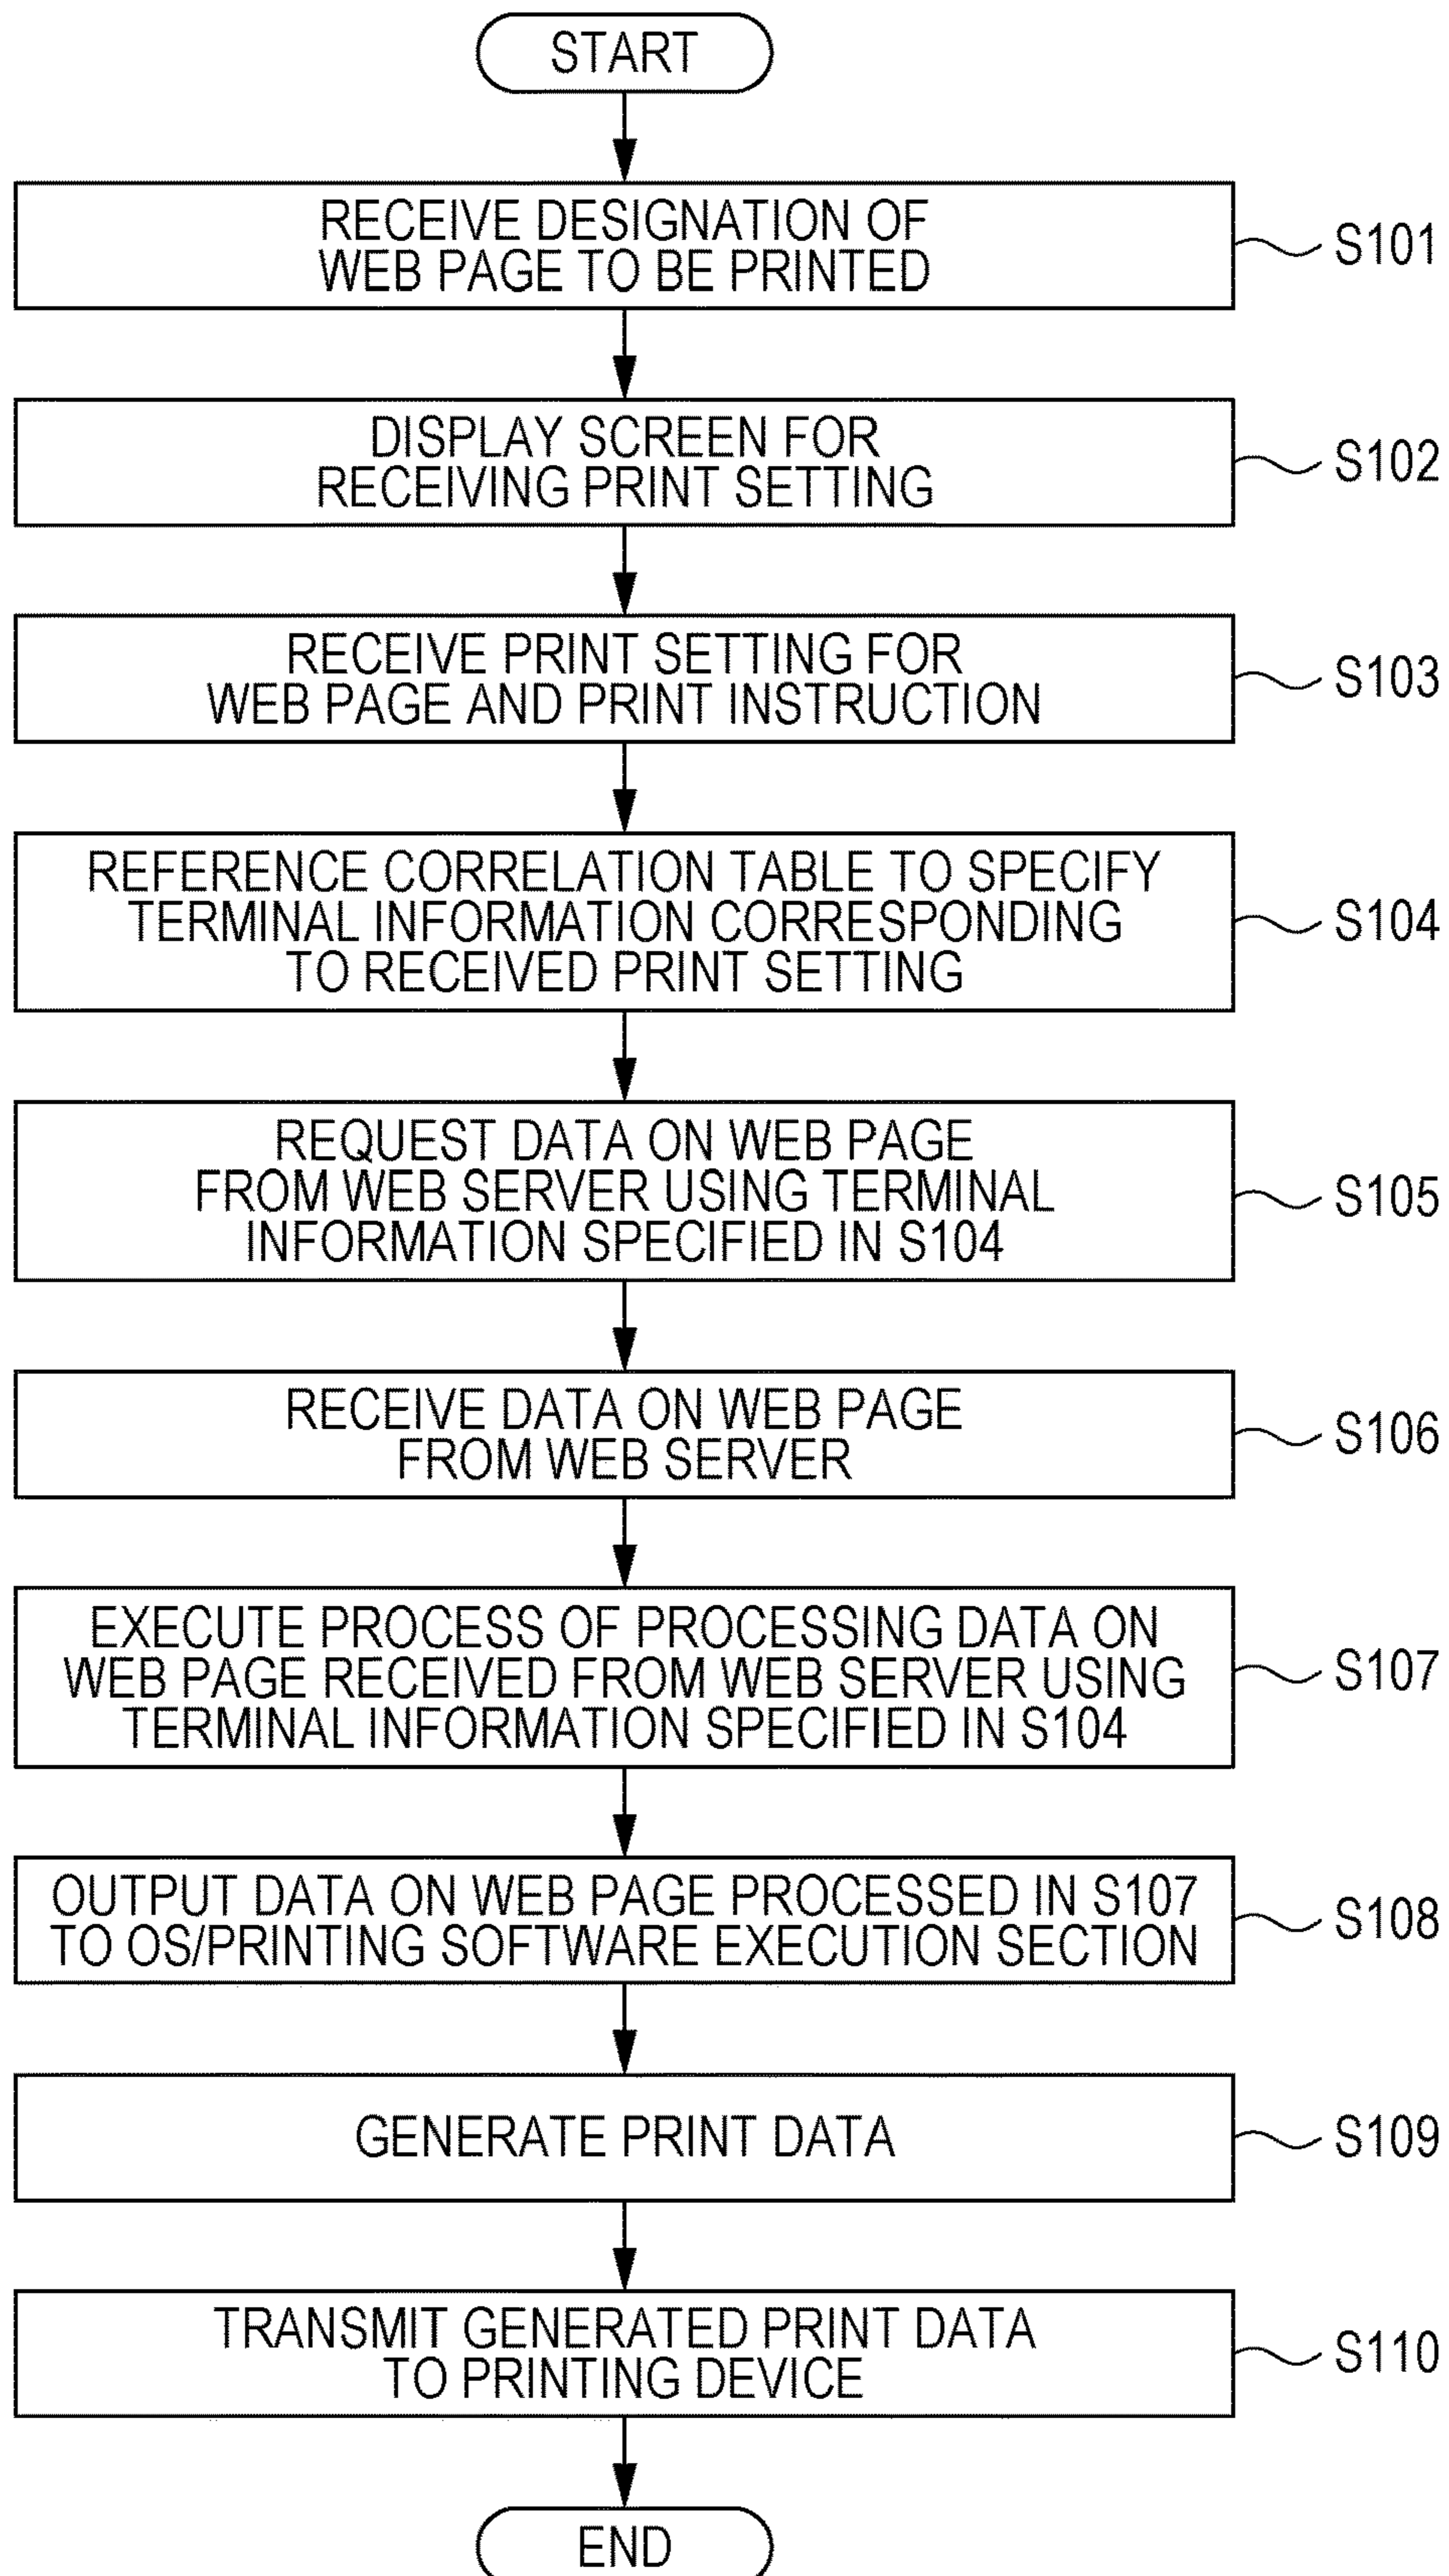 START
RECEIVE DESIGNATION OF
WEB PAGE TO BE PRINTED
S101
DISPLAY SCREEN FOR
RECEIVING PRINT SETTING
S102
RECEIVE PRINT SETTING FOR
WEB PAGE AND PRINT INSTRUCTION
S103
REFERENCE CORRELATION TABLE TO SPECIFY
TERMINAL INFORMATION CORRESPONDING
TO RECEIVED PRINT SETTING
S104
REQUEST DATA ON WEB PAGE
FROM WEB SERVER USING TERMINAL
INFORMATION SPECIFIED IN S104
S105
RECEIVE DATA ON WEB PAGE
FROM WEB SERVER
S106
EXECUTE PROCESS OF PROCESSING DATA ON
WEB PAGE RECEIVED FROM WEB SERVER USING
TERMINAL INFORMATION SPECIFIED IN S104
S107
OUTPUT DATA ON WEB PAGE PROCESSED IN S107
TO OS/PRINTING SOFTWARE EXECUTION SECTION
S108
GENERATE PRINT DATA
S109
TRANSMIT GENERATED PRINT DATA
TO PRINTING DEVICE
S110
END